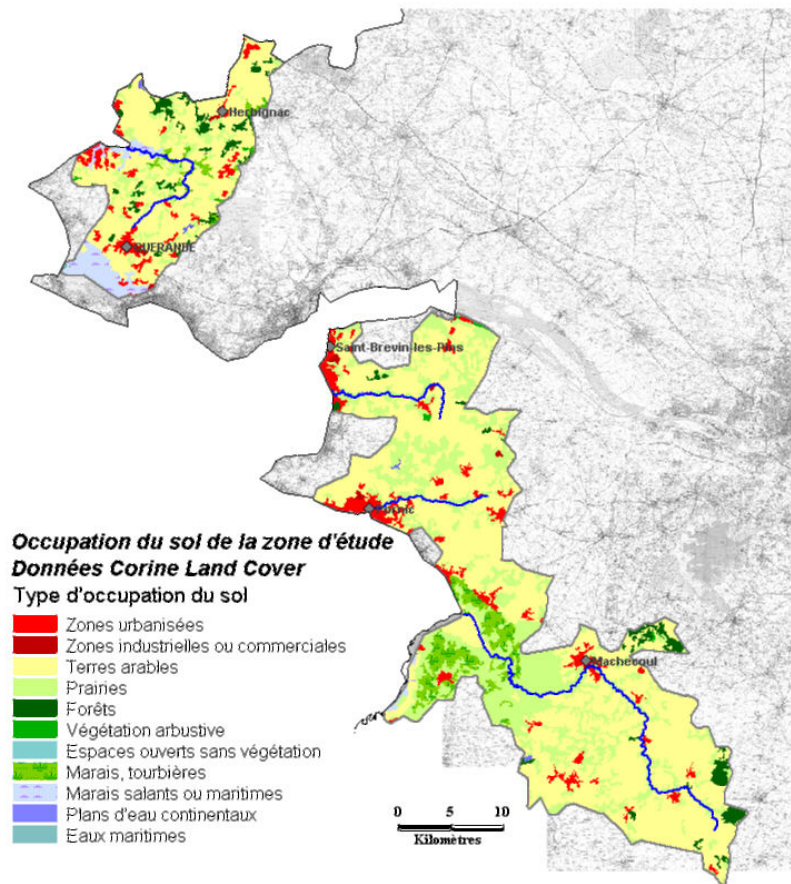 Herbignac
GUERANDE
Saint-Brevin-les-Pins
Pornic
Machecoul
Occupation du sol de la zone d'étude
Données Corine Land Cover
Type d'occupation du sol
Zones urbanisées
Zones industrielles ou commerciales
Terres arables
Prairies
Forêts
Végétation arbustive
Espaces ouverts sans végétation
Marais, tourbières
Marais salants ou maritimes
Plans d'eau continentaux
Eaux maritimes
0 5 10
Kilomètres